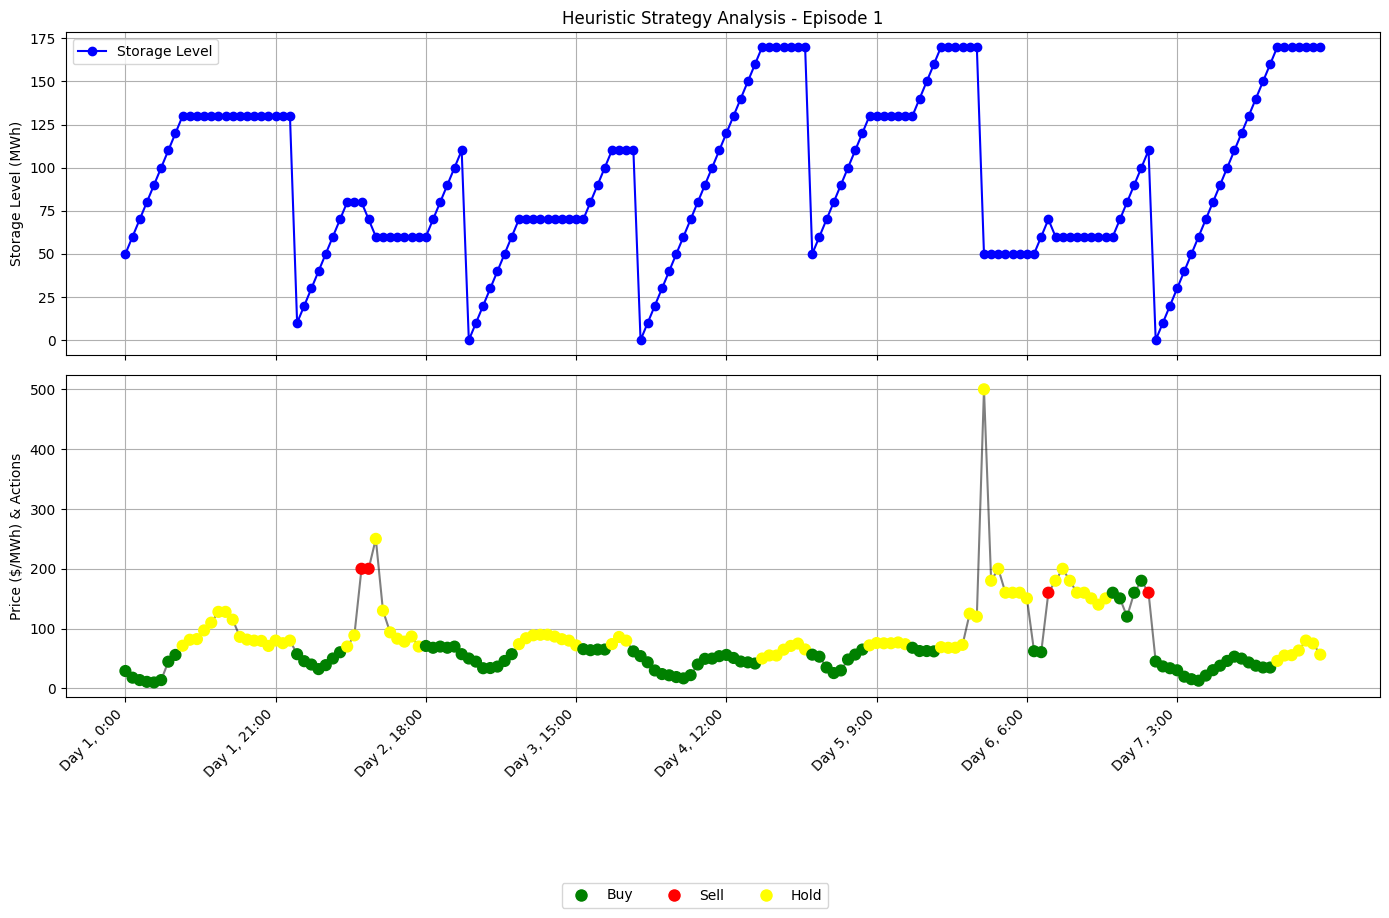 Heuristic Strategy Analysis - Episode 1
Storage Level
Storage Level (MWh)
175
150
125
100
75
50
25
0
Price ($/MWh) & Actions
500
400
300
200
100
0
Day 1, 0:00
Day 1, 21:00
Day 2, 18:00
Day 3, 15:00
Day 4, 12:00
Day 5, 9:00
Day 6, 6:00
Day 7, 3:00
Buy
Sell
Hold